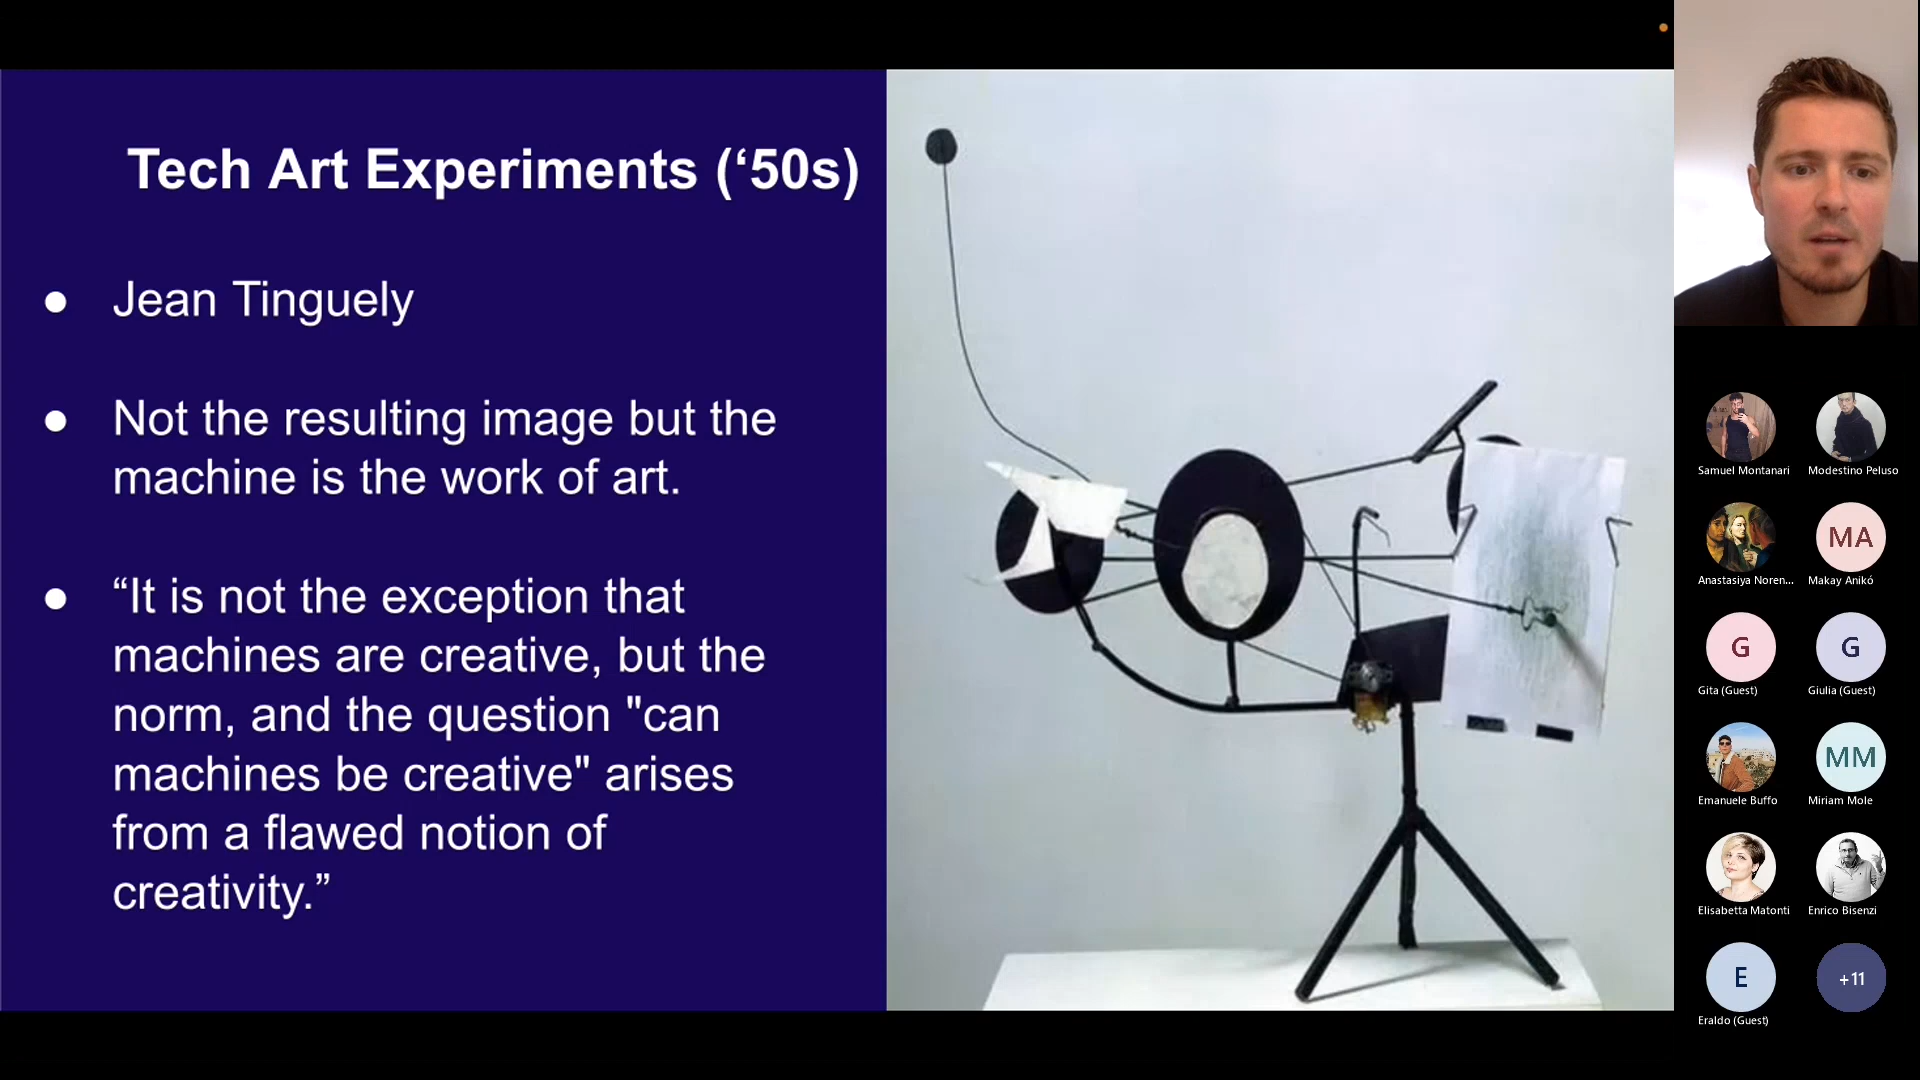 Tech Art Experiments (‘50s)
● Jean Tinguely
● Not the resulting image but the
machine is the work of art.
● “It is not the exception that
machines are creative, but the
norm, and the question "can
machines be creative" arises
from a flawed notion of
creativity.”
Samuel Montanari
Modestino Peluso
Anastasiya Noren...
MA
Makay Anikó
G
Gita (Guest)
G
Giulia (Guest)
Emanuele Buffo
MM
Miriam Mole
Elisabetta Matonti
Enrico Bisenzi
E
Eraldo (Guest)
+11